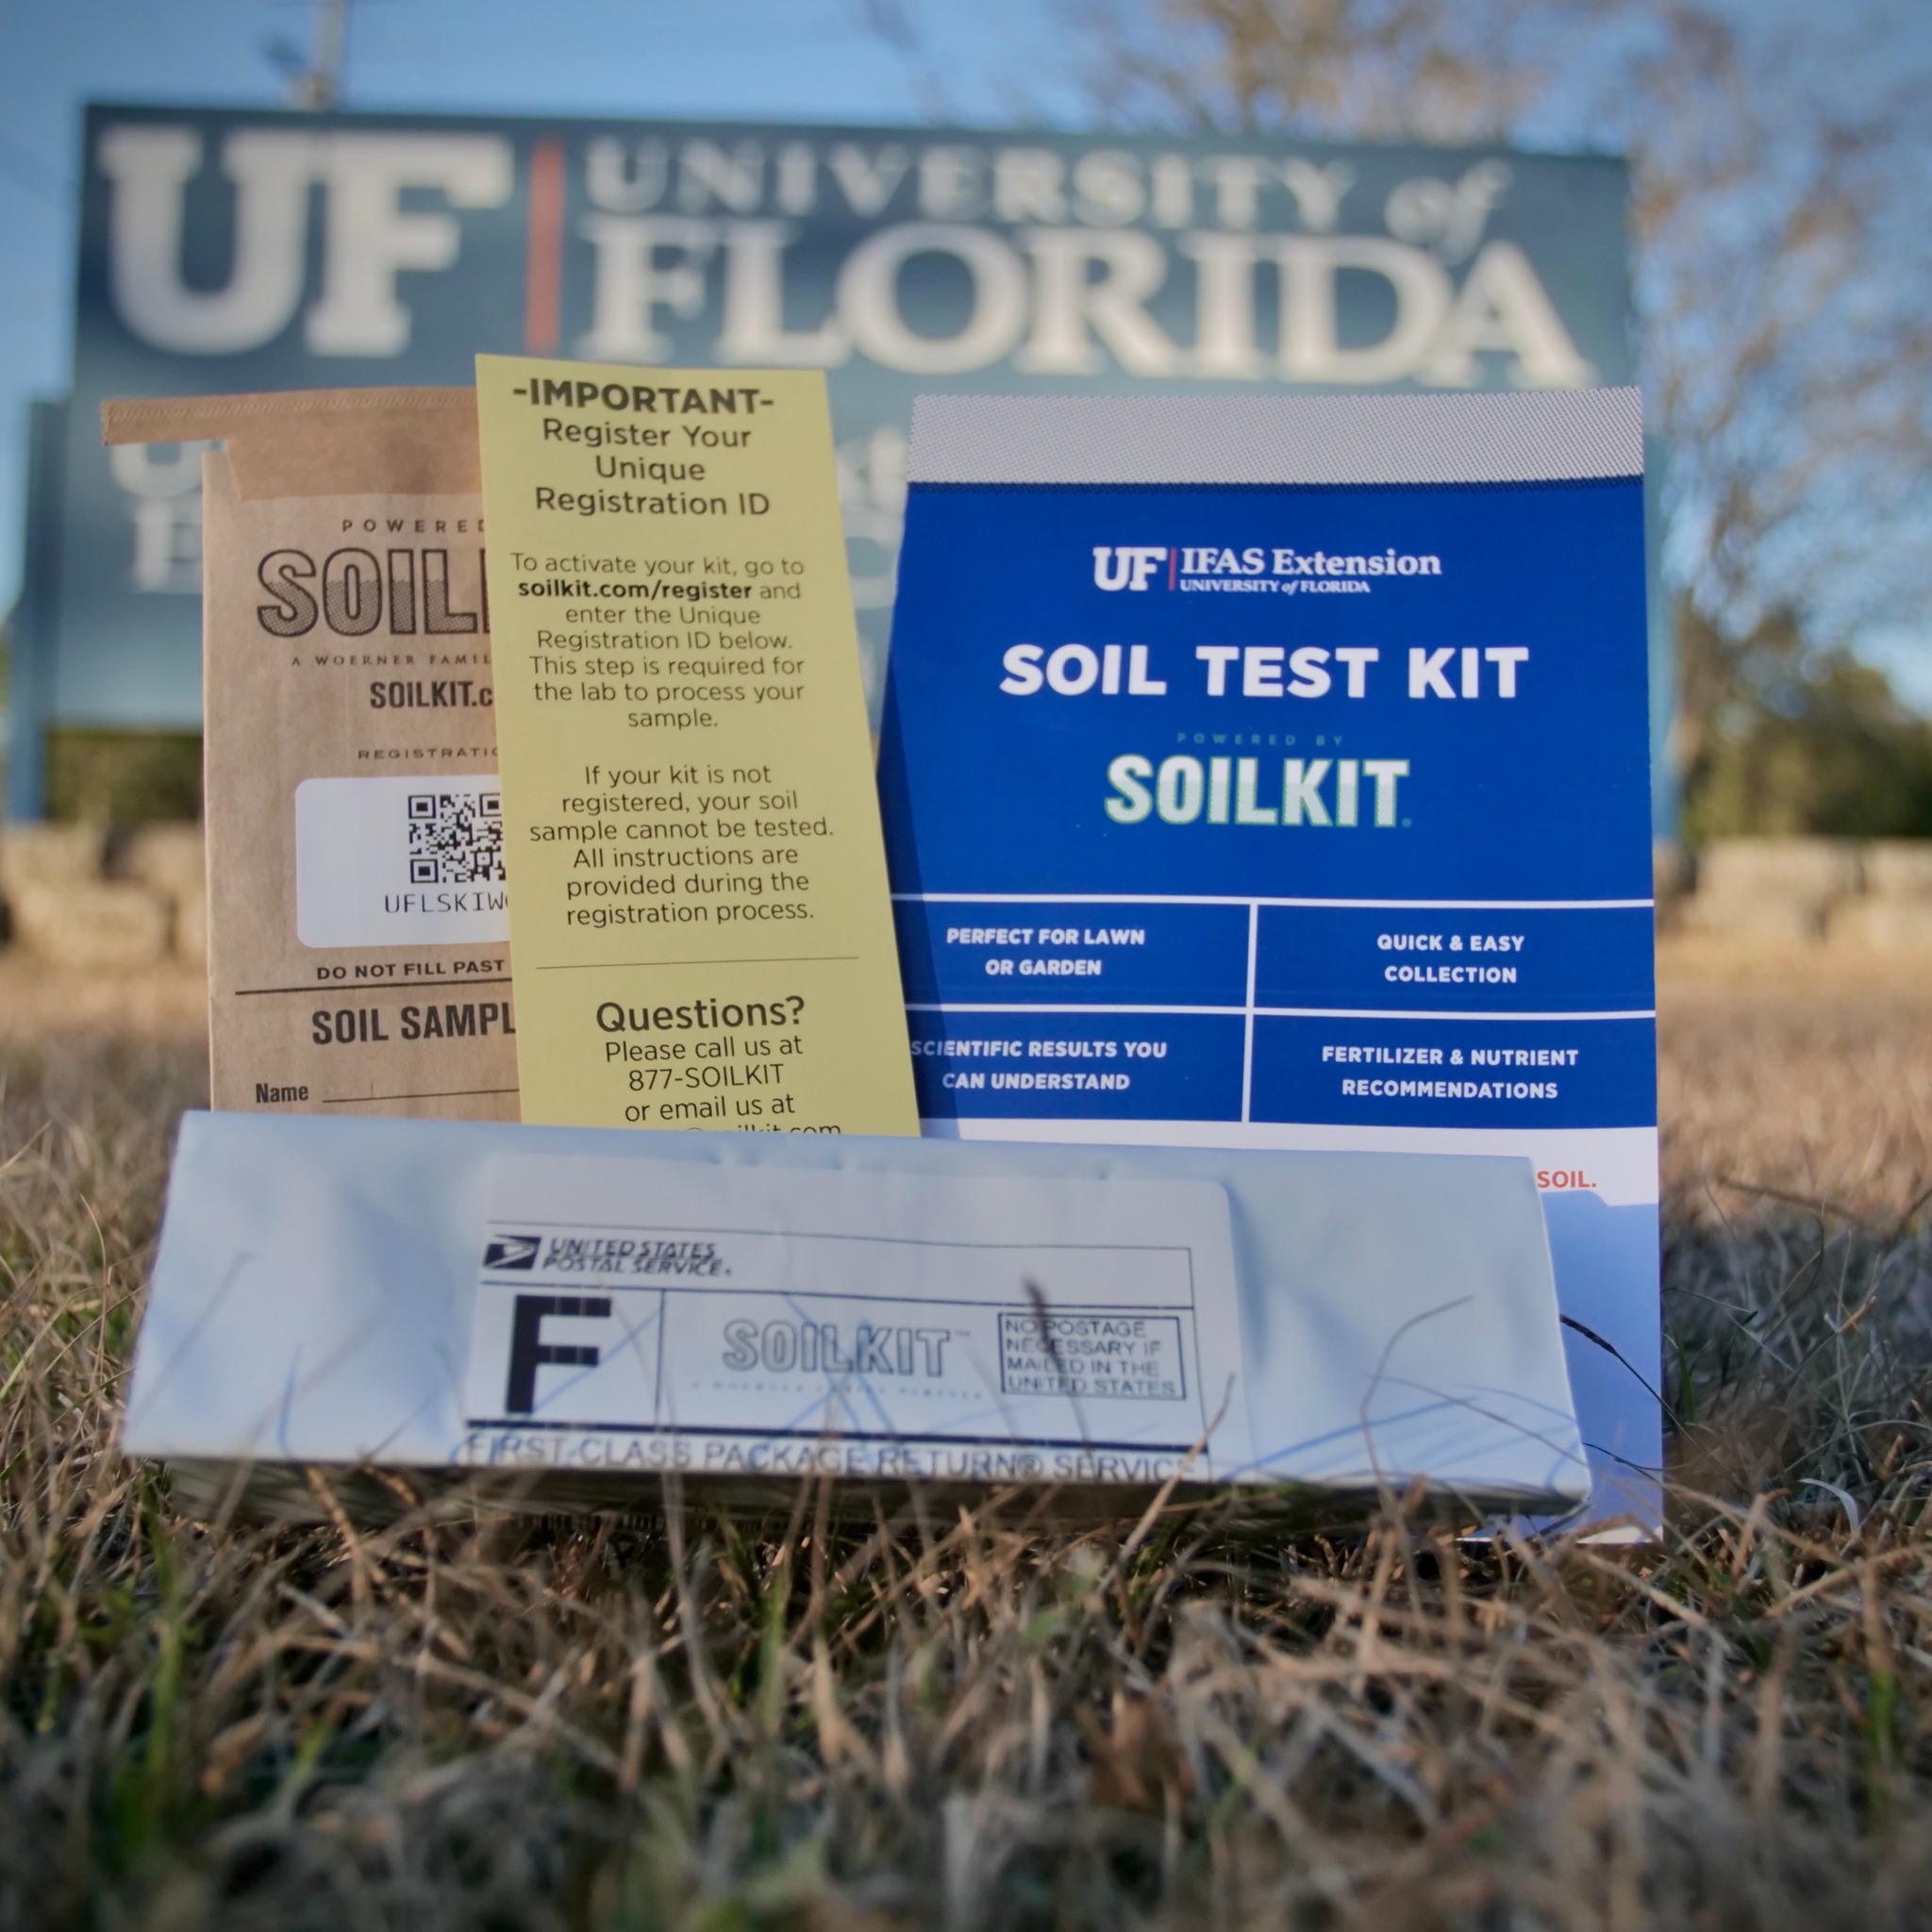 UF | UNIVERSITY of
FLORIDA
POWERED
SOIL
A WOERNER FAMIL
SOILKIT.c
REGISTRATIO
UFLSKIW
DO NOT FILL PAST
SOIL SAMPL
Name
-IMPORTANT-
Register Your
Unique
Registration ID
To activate your kit, go to
soilkit.com/register and
enter the Unique
Registration ID below.
This step is required for
the lab to process your
sample.
If your kit is not
registered, your soil
sample cannot be tested.
All instructions are
provided during the
registration process.
Questions?
Please call us at
877-SOILKIT
or email us at
UF | IFAS Extension
UNIVERSITY of FLORIDA
SOIL TEST KIT
POWERED BY
SOILKIT
PERFECT FOR LAWN
OR GARDEN
QUICK & EASY
COLLECTION
SCIENTIFIC RESULTS YOU
CAN UNDERSTAND
FERTILIZER & NUTRIENT
RECOMMENDATIONS
SOIL.
UNITED STATES
POSTAL SERVICE®
F
SOILKIT™
NO POSTAGE
NECESSARY IF
MAILED IN THE
UNITED STATES
FIRST-CLASS PACKAGE RETURN® SERVICE